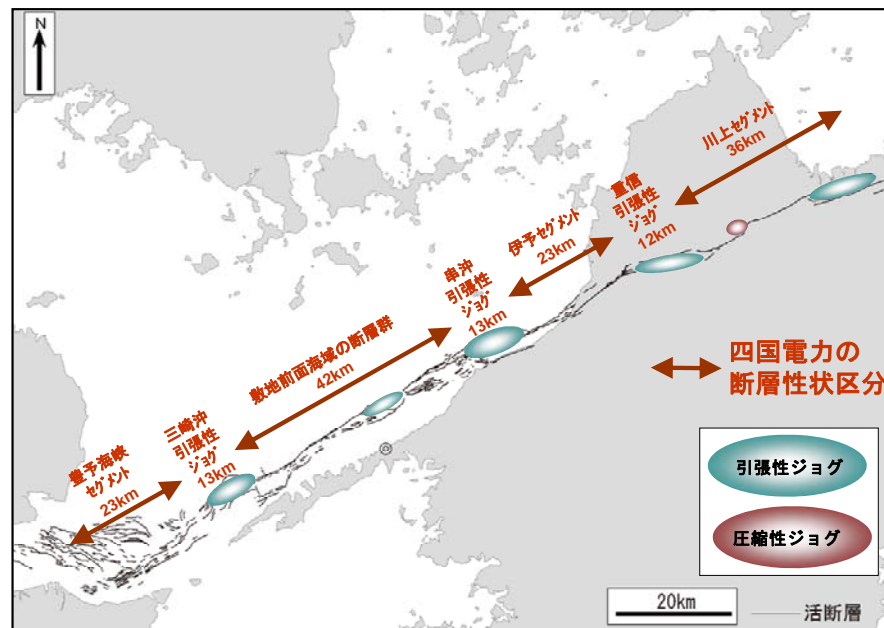 N
川上セグメント
36km
重信
引張性
ジョグ
12km
伊予セグメント
23km
串沖
引張性
ジョグ
13km
敷地前面海域の断層群
42km
三崎沖
引張性
ジョグ
13km
豊予海峡
セグメント
23km
四国電力の
断層性状区分
引張性ジョグ
圧縮性ジョグ
20km
活断層